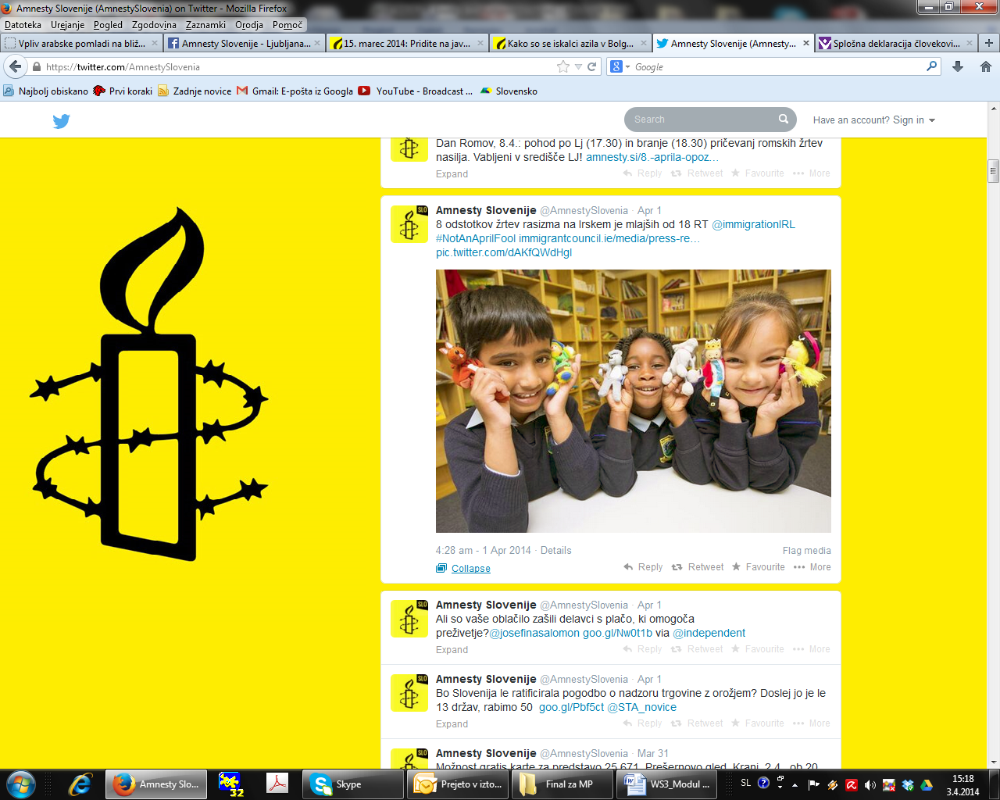 Amnesty Slovenije (AmnestySlovenia) on Twitter - Mozilla Firefox
Datoteka Urejanje Pogled Zgodovina Zaznamki Orodja Pomoč
Vpliv arabske pomladi na bliž... Amnesty Slovenije - Ljubljana... 15. marec 2014: Pridite na jav... Kako so se iskalci azila v Bolg... Amnesty Slovenije (Amnesty... Splošna deklaracija človekovi...
https://twitter.com/AmnestySlovenia Google
Najbolj obiskano Prvi koraki Zadnje novice Gmail: E-pošta iz Googla YouTube - Broadcast ... Slovensko
Search Have an account? Sign in
Dan Romov, 8.4.: pohod po Lj (17.30) in branje (18.30) pričevanj romskih žrtev
nasilja. Vabljeni v središče LJ! amnesty.si/8.-aprila-opoz…
Expand Reply Retweet Favourite More
SLO Amnesty Slovenije @AmnestySlovenia · Apr 1
8 odstotkov žrtev rasizma na Irskem je mlajših od 18 RT @immigrationIRL
#NotAnAprilFool immigrantcouncil.ie/media/press-re…
pic.twitter.com/dAKfQWdHgI
4:28 am - 1 Apr 2014 · Details Flag media
Collapse Reply Retweet Favourite More
SLO Amnesty Slovenije @AmnestySlovenia · Apr 1
Ali so vaše oblačilo zašili delavci s plačo, ki omogoča
preživetje?@josefinasalomon goo.gl/Nw0t1b via @independent
Expand Reply Retweet Favourite More
SLO Amnesty Slovenije @AmnestySlovenia · Apr 1
Bo Slovenija le ratificirala pogodbo o nadzoru trgovine z orožjem? Doslej jo je le
13 držav, rabimo 50 goo.gl/Pbf5ct @STA_novice
Expand Reply Retweet Favourite More
SLO Amnesty Slovenije @AmnestySlovenia · Mar 31
Možnost gratis karte za predstavo 25.671, Prešernovo gled. Kranj, 2.4., ob 20
Amnesty Slo... 32 Skype Prejeto v izto... Final za MP WS3_Modul ... SL 15:18
3.4.2014